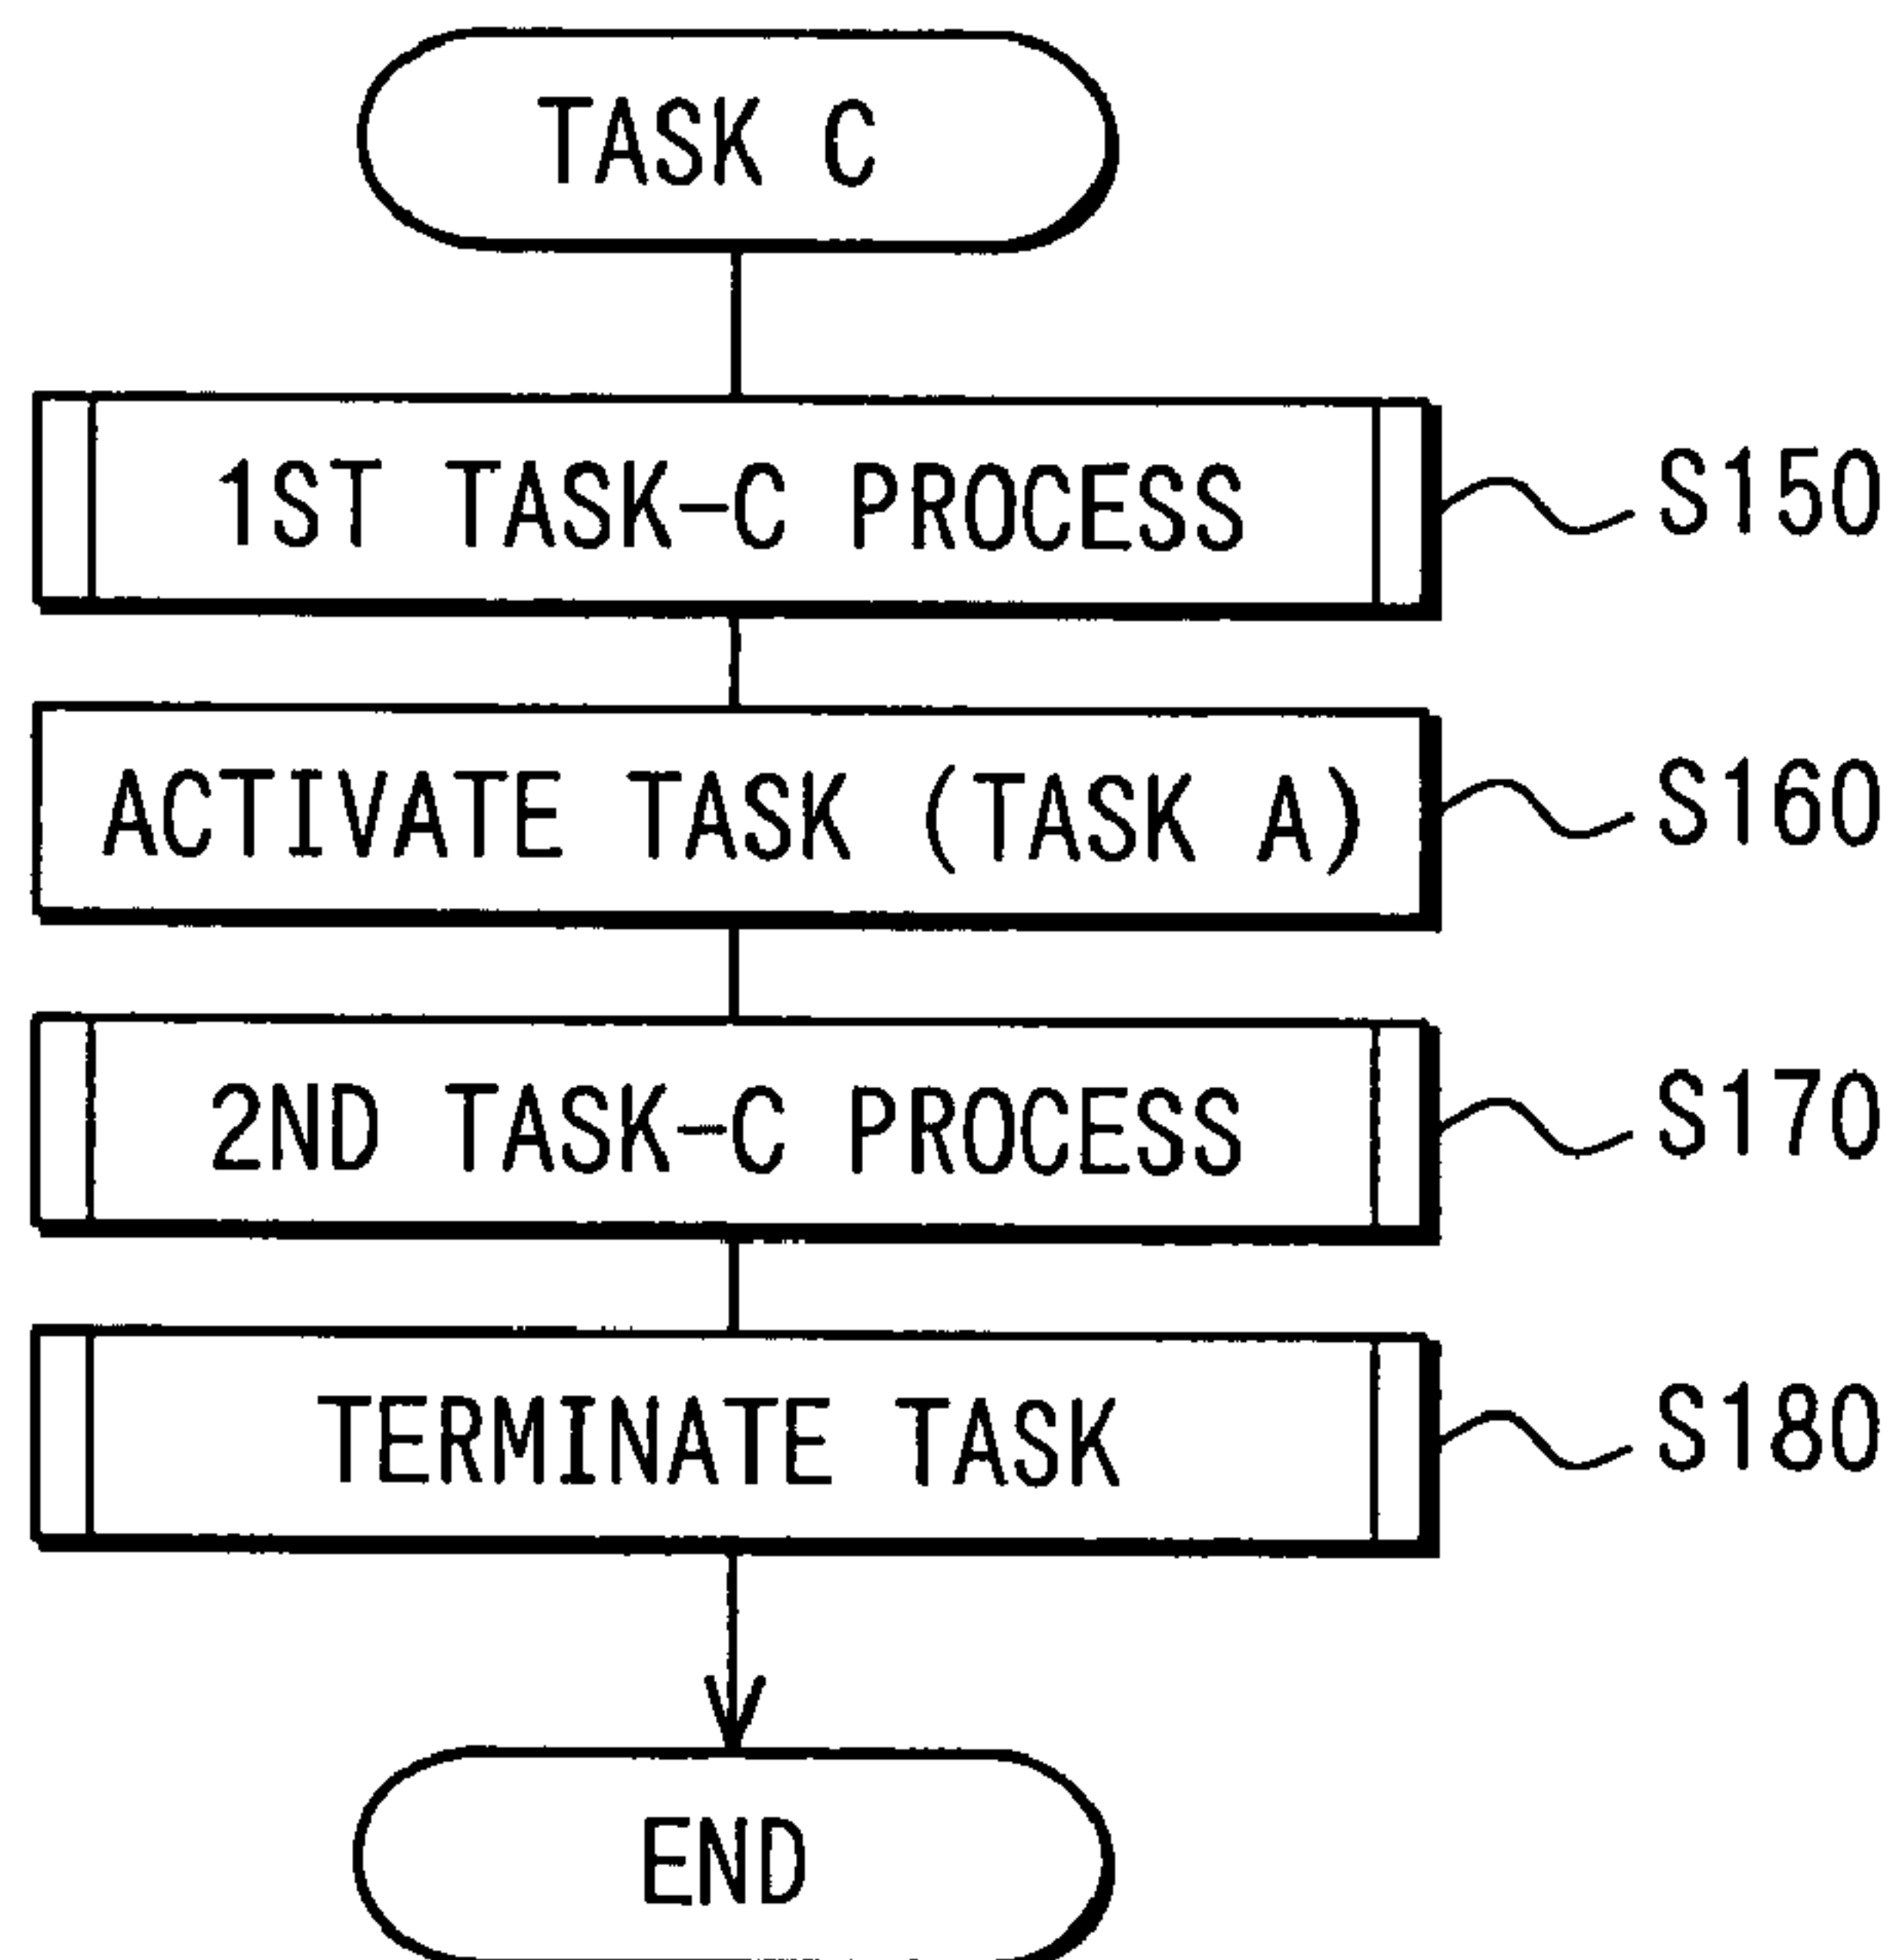 TASK C
1ST TASK-C PROCESS S150
ACTIVATE TASK (TASK A) S160
2ND TASK-C PROCESS S170
TERMINATE TASK S180
END